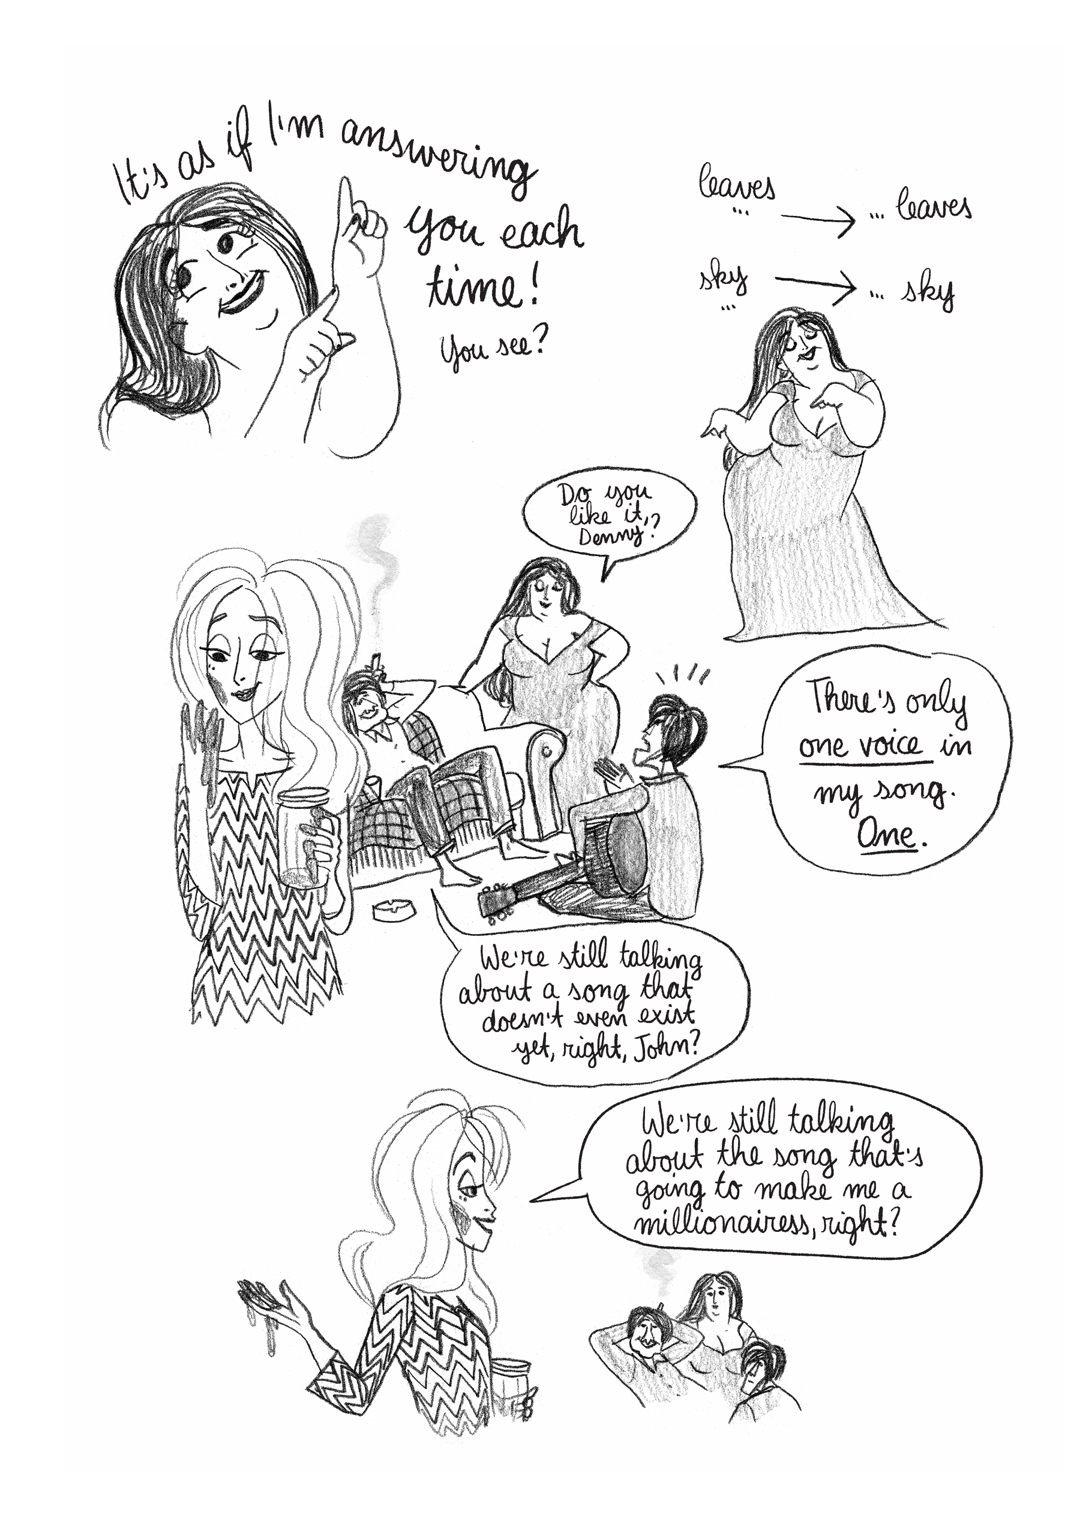 It's as if I'm answering
you each
time!
You see?
leaves
... → ... leaves
sky
... → ... sky
Do you
like it,
Denny?
There's only
one voice in
my song.
One.
We're still talking
about a song that
doesn't even exist
yet, right, John?
We're still talking
about the song that's
going to make me a
millionairess, right?